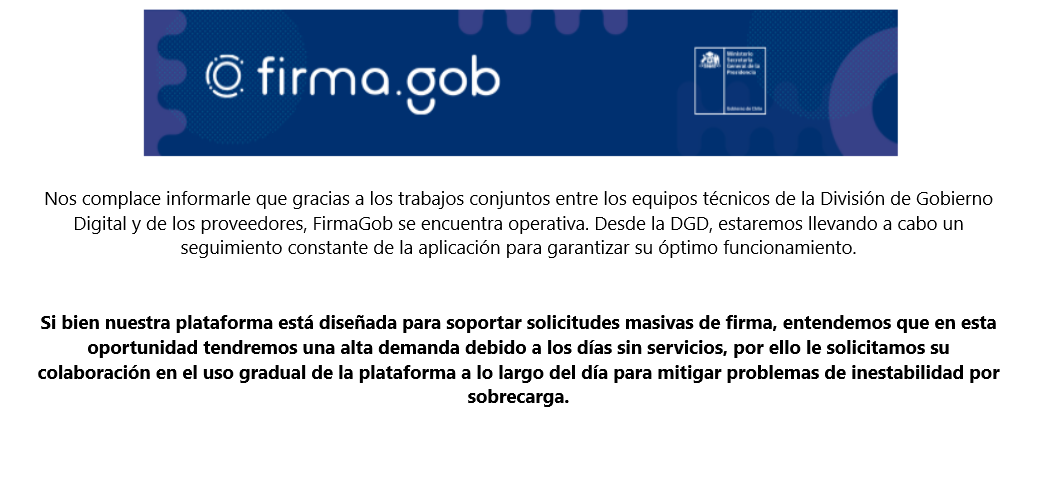 firma.gob
Ministerio
Secretaría
General de la
Presidencia
Gobierno de Chile
Nos complace informarle que gracias a los trabajos conjuntos entre los equipos técnicos de la División de Gobierno
Digital y de los proveedores, FirmaGob se encuentra operativa. Desde la DGD, estaremos llevando a cabo un
seguimiento constante de la aplicación para garantizar su óptimo funcionamiento.
Si bien nuestra plataforma está diseñada para soportar solicitudes masivas de firma, entendemos que en esta
oportunidad tendremos una alta demanda debido a los días sin servicios, por ello le solicitamos su
colaboración en el uso gradual de la plataforma a lo largo del día para mitigar problemas de inestabilidad por
sobrecarga.